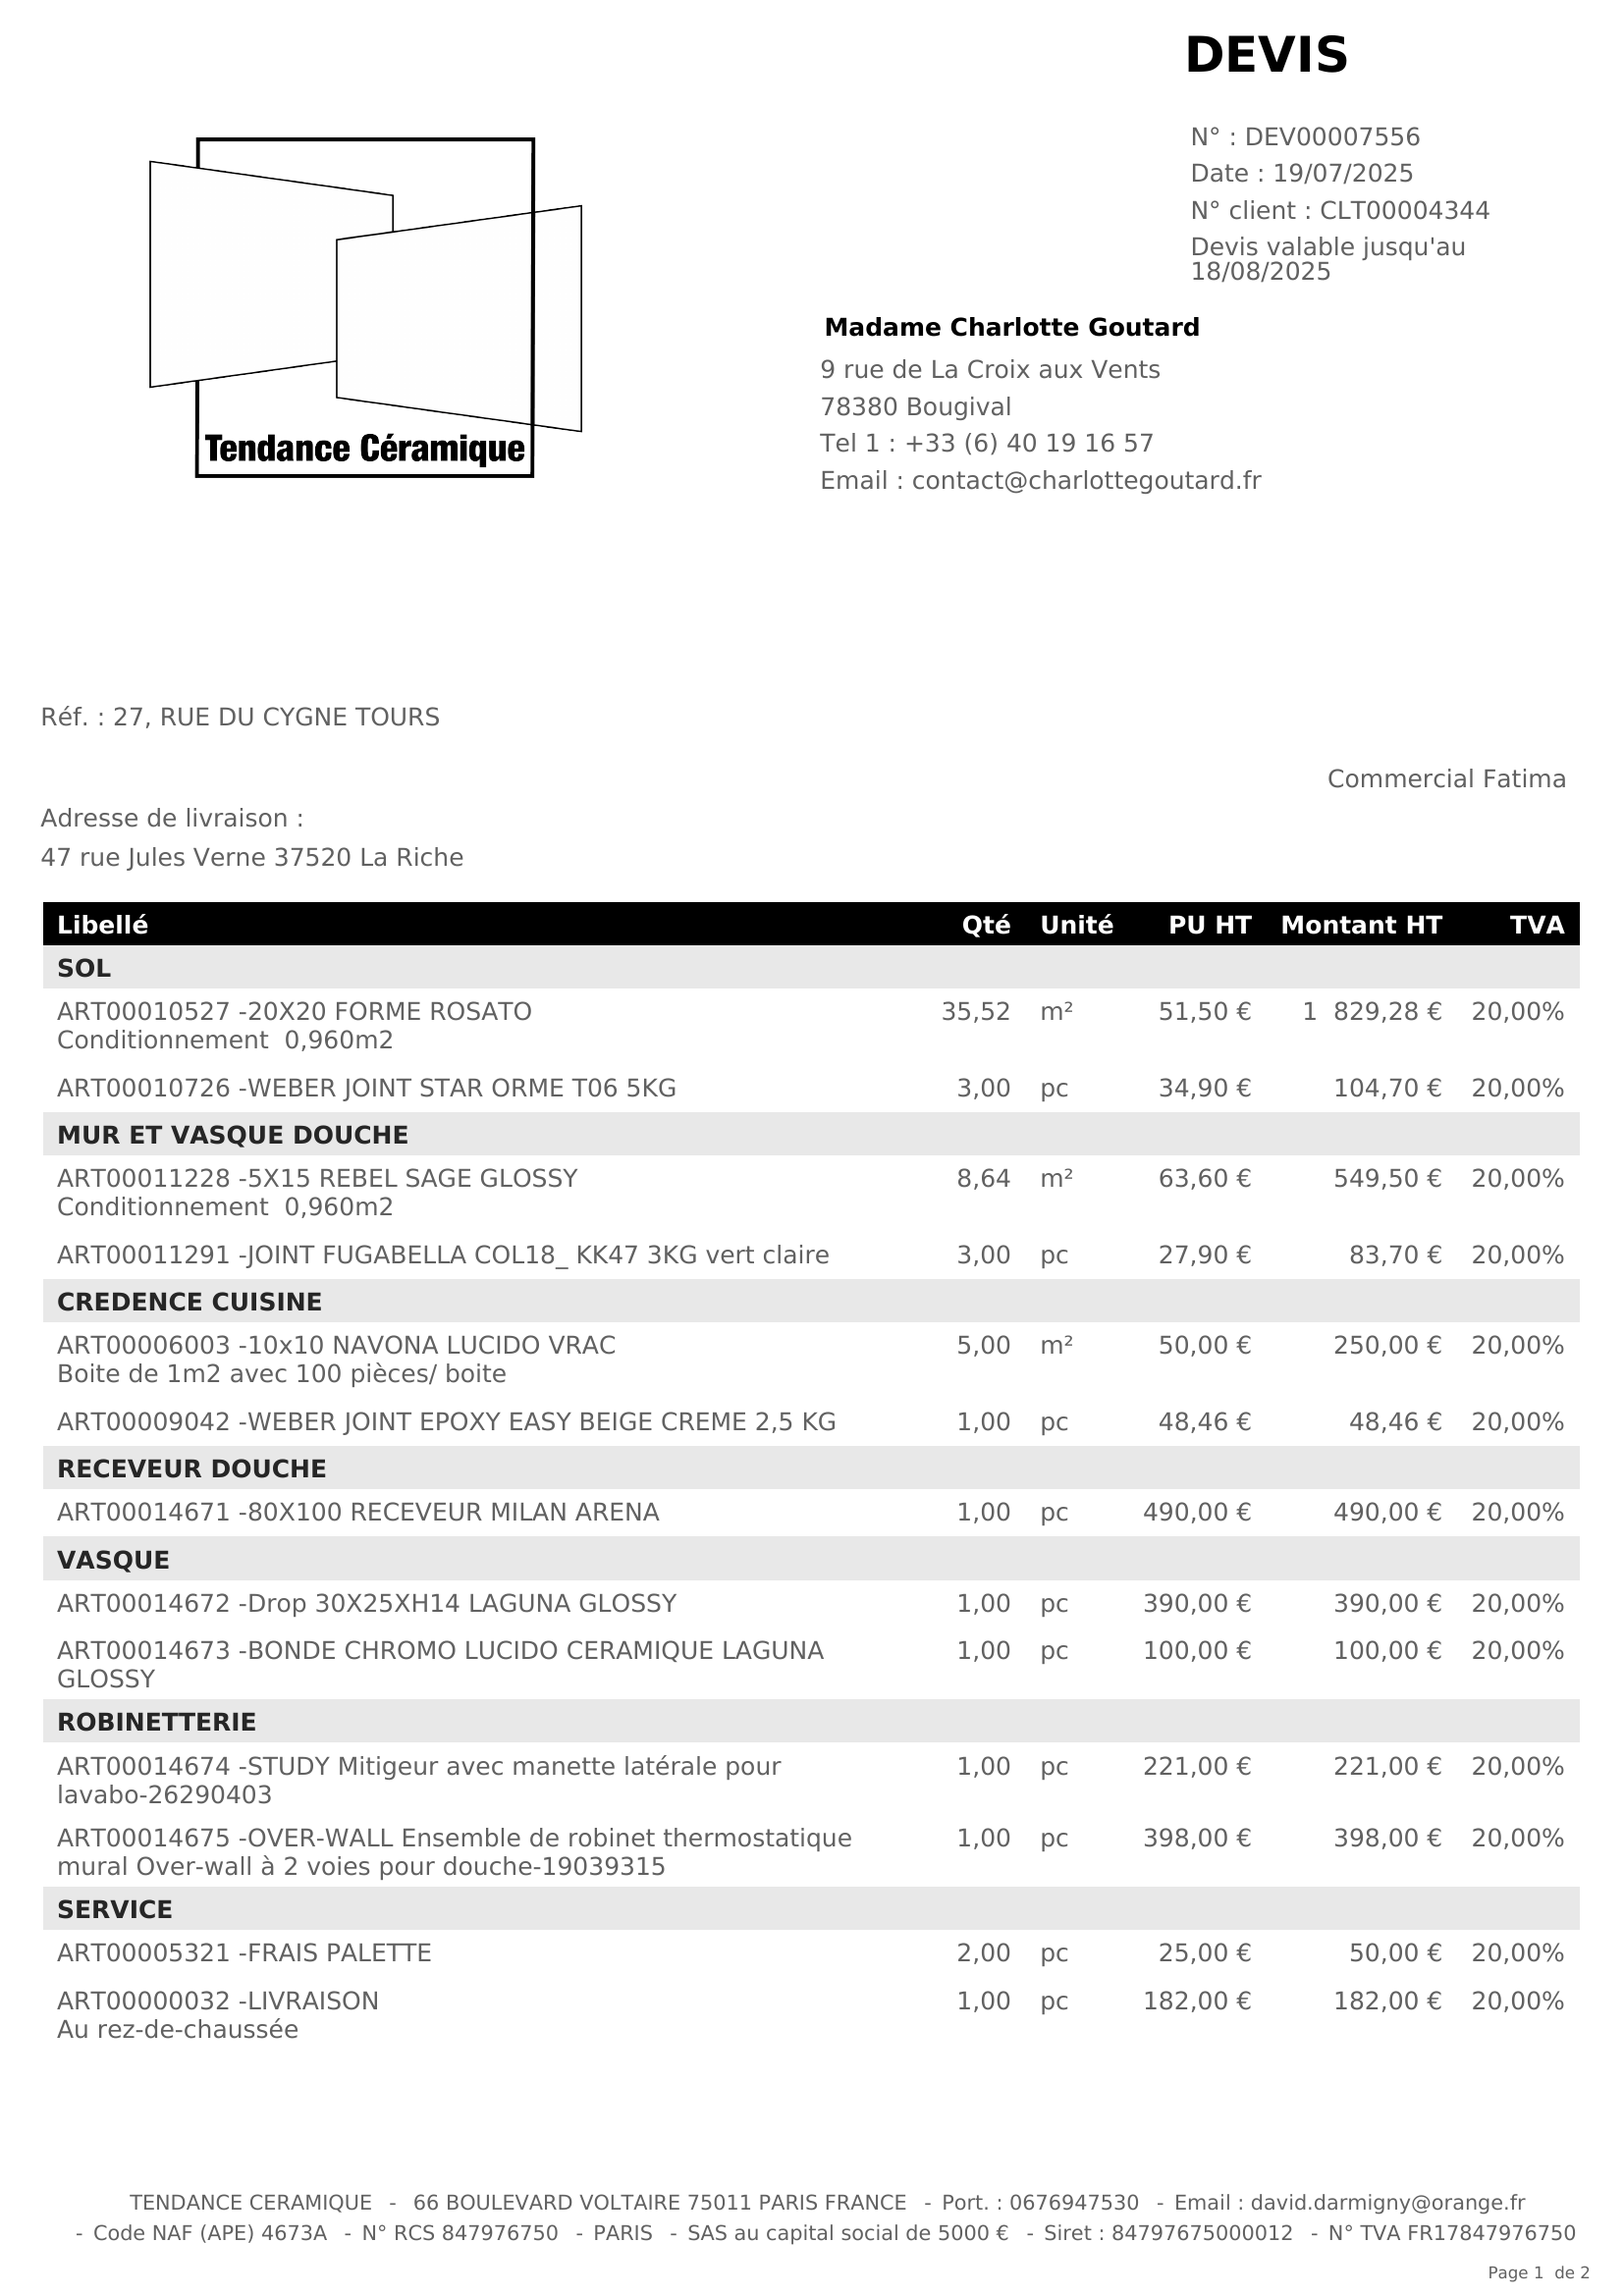 DEVIS
N° : DEV00007556
Date : 19/07/2025
N° client : CLT00004344
Devis valable jusqu'au
18/08/2025
Tendance Céramique
Madame Charlotte Goutard
9 rue de La Croix aux Vents
78380 Bougival
Tel 1 : +33 (6) 40 19 16 57
Email : contact@charlottegoutard.fr
Réf. : 27, RUE DU CYGNE TOURS
Commercial Fatima
Adresse de livraison :
47 rue Jules Verne 37520 La Riche
Libellé Qté Unité PU HT Montant HT TVA
SOL
ART00010527 -20X20 FORME ROSATO 35,52 m² 51,50 € 1 829,28 € 20,00%
Conditionnement 0,960m2
ART00010726 -WEBER JOINT STAR ORME T06 5KG 3,00 pc 34,90 € 104,70 € 20,00%
MUR ET VASQUE DOUCHE
ART00011228 -5X15 REBEL SAGE GLOSSY 8,64 m² 63,60 € 549,50 € 20,00%
Conditionnement 0,960m2
ART00011291 -JOINT FUGABELLA COL18_ KK47 3KG vert claire 3,00 pc 27,90 € 83,70 € 20,00%
CREDENCE CUISINE
ART00006003 -10x10 NAVONA LUCIDO VRAC 5,00 m² 50,00 € 250,00 € 20,00%
Boite de 1m2 avec 100 pièces/ boite
ART00009042 -WEBER JOINT EPOXY EASY BEIGE CREME 2,5 KG 1,00 pc 48,46 € 48,46 € 20,00%
RECEVEUR DOUCHE
ART00014671 -80X100 RECEVEUR MILAN ARENA 1,00 pc 490,00 € 490,00 € 20,00%
VASQUE
ART00014672 -Drop 30X25XH14 LAGUNA GLOSSY 1,00 pc 390,00 € 390,00 € 20,00%
ART00014673 -BONDE CHROMO LUCIDO CERAMIQUE LAGUNA 1,00 pc 100,00 € 100,00 € 20,00%
GLOSSY
ROBINETTERIE
ART00014674 -STUDY Mitigeur avec manette latérale pour 1,00 pc 221,00 € 221,00 € 20,00%
lavabo-26290403
ART00014675 -OVER-WALL Ensemble de robinet thermostatique 1,00 pc 398,00 € 398,00 € 20,00%
mural Over-wall à 2 voies pour douche-19039315
SERVICE
ART00005321 -FRAIS PALETTE 2,00 pc 25,00 € 50,00 € 20,00%
ART00000032 -LIVRAISON 1,00 pc 182,00 € 182,00 € 20,00%
Au rez-de-chaussée
TENDANCE CERAMIQUE - 66 BOULEVARD VOLTAIRE 75011 PARIS FRANCE - Port. : 0676947530 - Email : david.darmigny@orange.fr
- Code NAF (APE) 4673A - N° RCS 847976750 - PARIS - SAS au capital social de 5000 € - Siret : 84797675000012 - N° TVA FR17847976750
Page 1 de 2